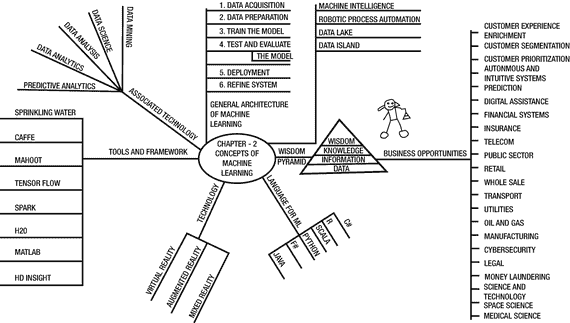 DATA MINING
DATA SCIENCE
DATA ANALYSIS
DATA ANALYTICS
PREDICTIVE ANALYTICS
ASSOCIATED TECHNOLOGY
1. DATA ACQUISITION
2. DATA PREPARATION
3. TRAIN THE MODEL
4. TEST AND EVALUATE
THE MODEL
5. DEPLOYMENT
6. REFINE SYSTEM
GENERAL ARCHITECTURE
OF MACHINE
LEARNING
MACHINE INTELLIGENCE
ROBOTIC PROCESS AUTOMATION
DATA LAKE
DATA ISLAND
SPRINKLING WATER
CAFFE
MAHOOT
TENSOR FLOW
SPARK
H20
MATLAB
HD INSIGHT
TOOLS AND FRAMEWORK
CHAPTER - 2
CONCEPTS OF
MACHINE
LEARNING
WISDOM
PYRAMID
WISDOM
KNOWLEDGE
INFORMATION
DATA
BUSINESS OPPORTUNITIES
CUSTOMER EXPERIENCE
ENRICHMENT
CUSTOMER SEGMENTATION
CUSTOMER PRIORITIZATION
AUTONMOUS AND
INTUITIVE SYSTEMS
PREDICTION
DIGITAL ASSISTANCE
FINANCIAL SYSTEMS
INSURANCE
TELECOM
PUBLIC SECTOR
RETAIL
WHOLE SALE
TRANSPORT
UTILITIES
OIL AND GAS
MANUFACTURING
CYBERSECURITY
LEGAL
MONEY LAUNDERING
SCIENCE AND
TECHNOLOGY
SPACE SCIENCE
MEDICAL SCIENCE
TECHNOLOGY
VIRTUAL REALITY
AUGMENTED REALITY
MIXED REALITY
LANGUAGE FOR ML
JAVA
F#
PYTHON
SCALA
R
C#